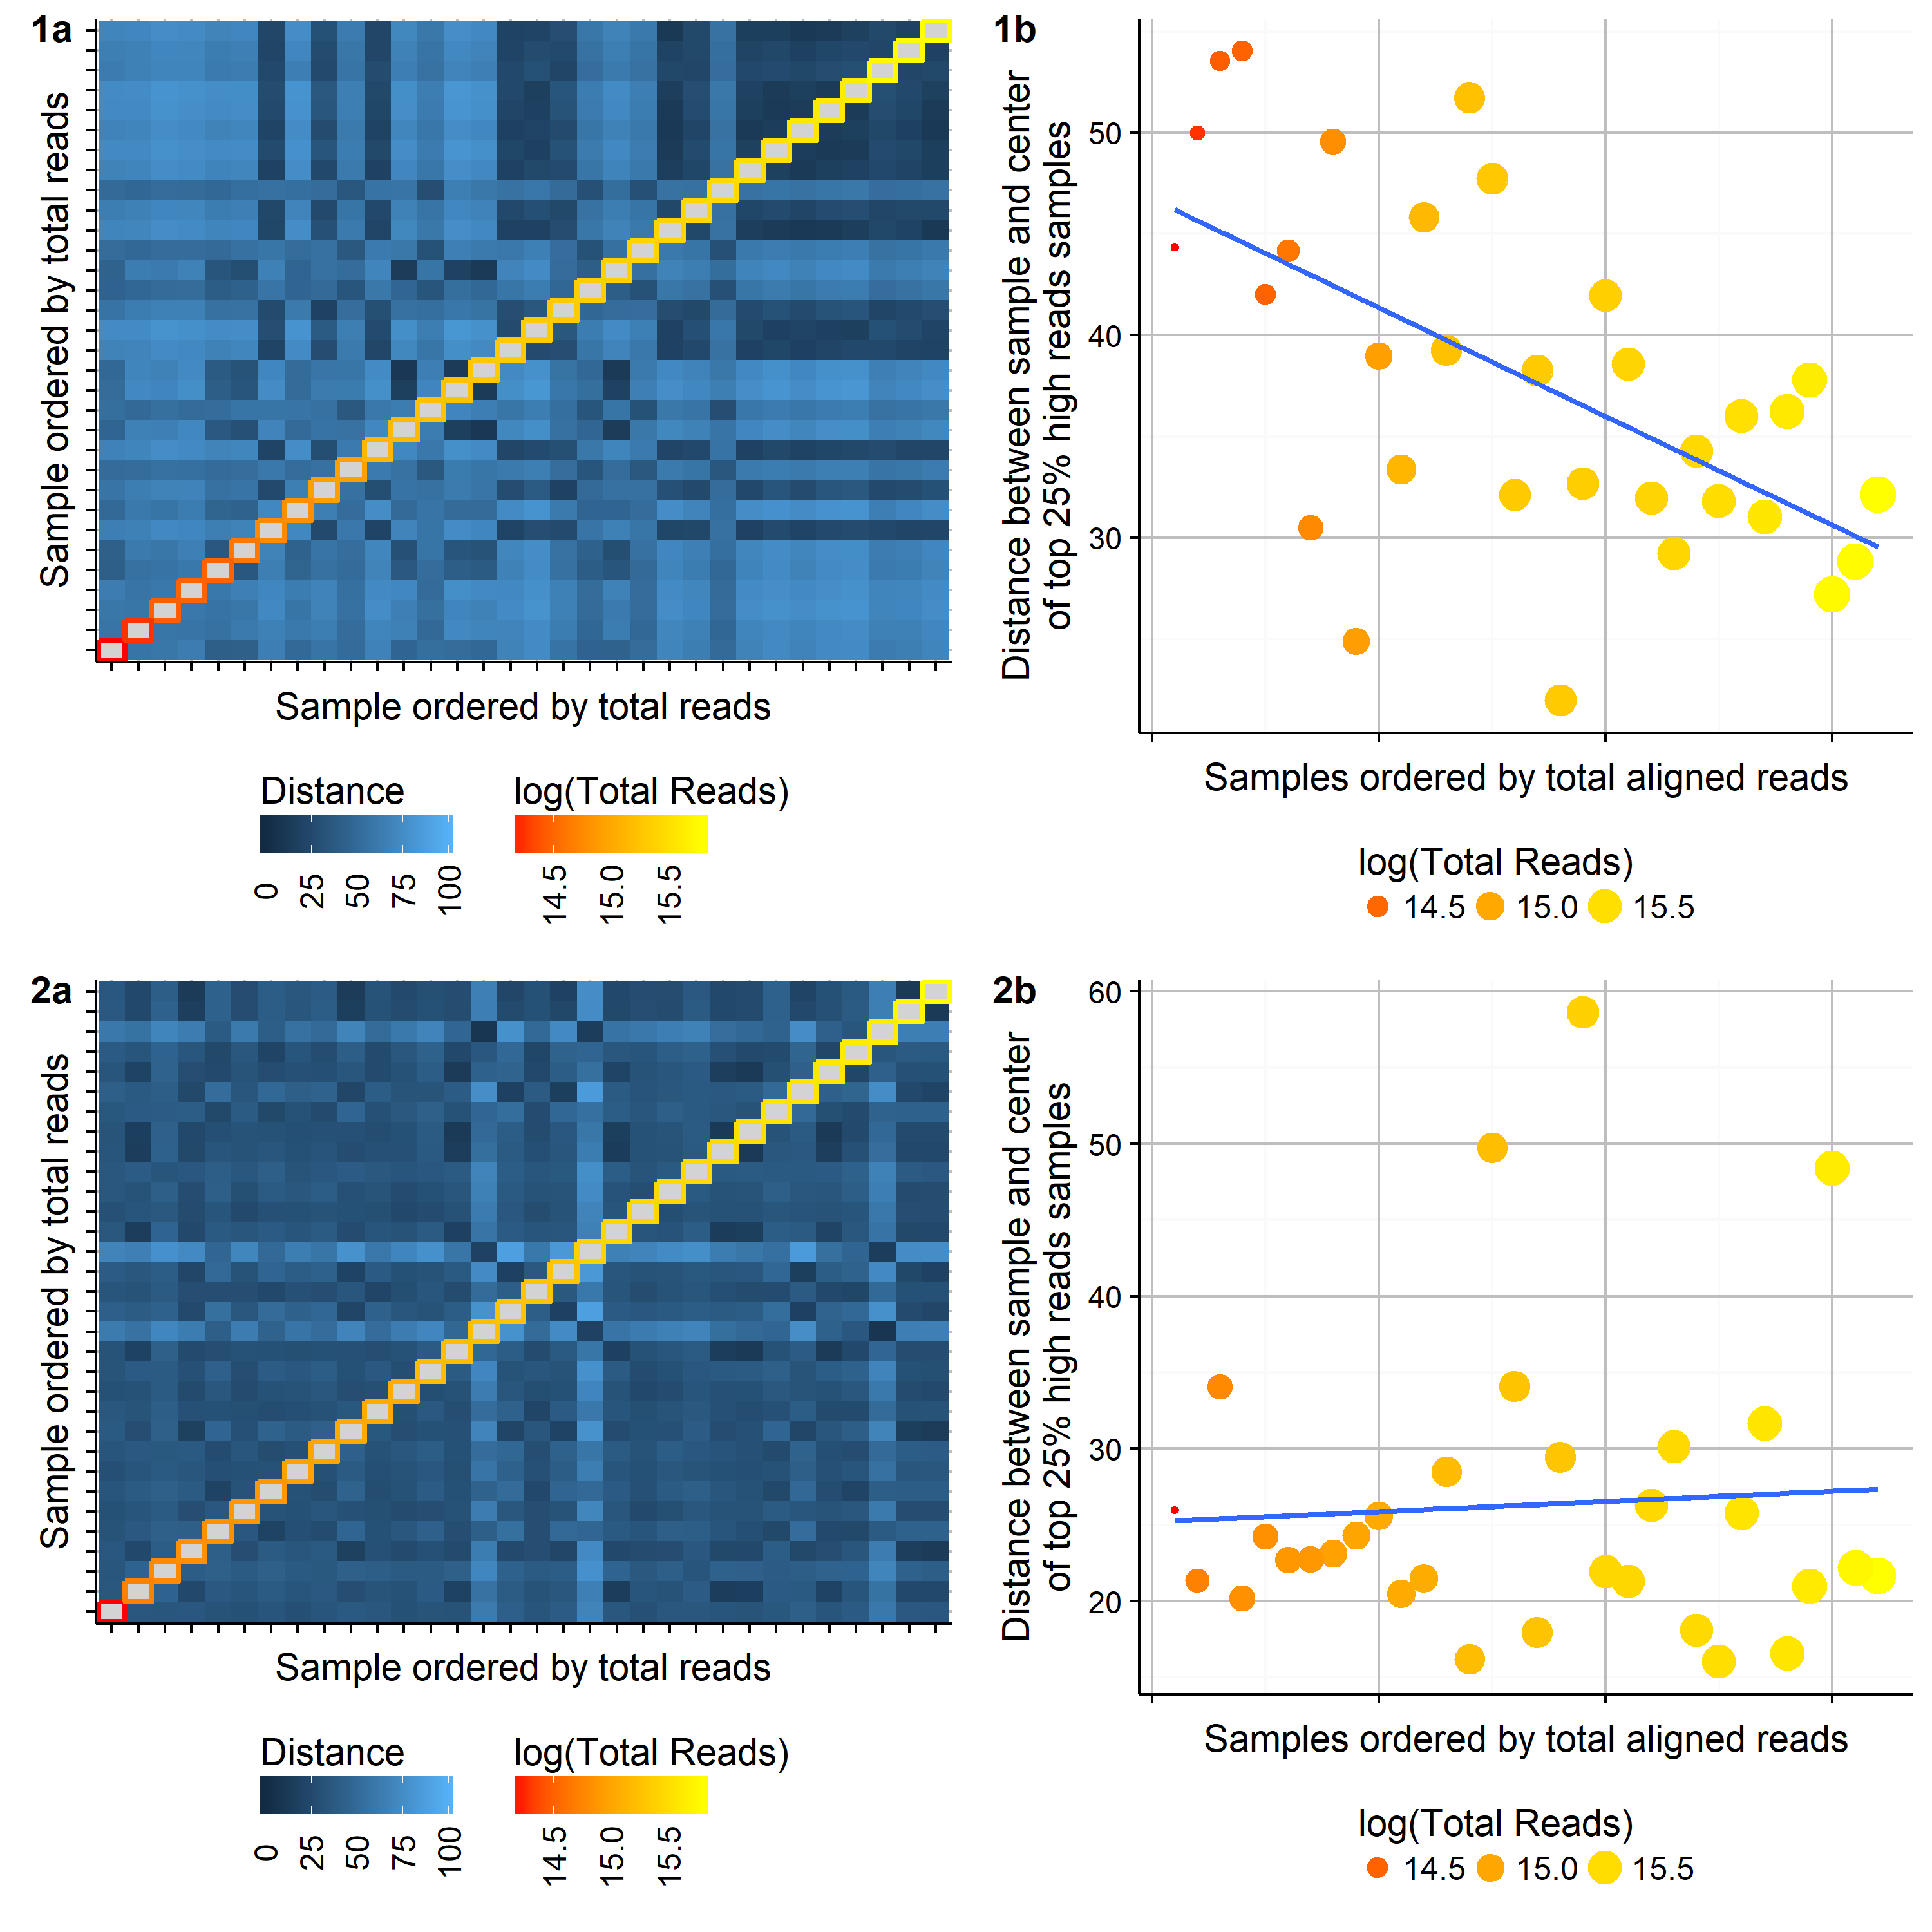 1a
Sample ordered by total reads
Sample ordered by total reads
Distance
0 25 50 75 100
log(Total Reads)
14.5 15.0 15.5
1b
Distance between sample and center
of top 25% high reads samples
50
40
30
Samples ordered by total aligned reads
log(Total Reads)
14.5 15.0 15.5
2a
Sample ordered by total reads
Sample ordered by total reads
Distance
0 25 50 75 100
log(Total Reads)
14.5 15.0 15.5
2b
Distance between sample and center
of top 25% high reads samples
60
50
40
30
20
Samples ordered by total aligned reads
log(Total Reads)
14.5 15.0 15.5